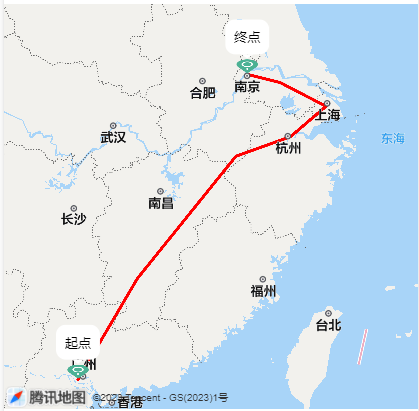 终点
合肥
南京
上海
武汉
杭州
东海
南昌
长沙
福州
台北
起点
广州
香港
腾讯地图
©2023 Tencent - GS(2023)1号